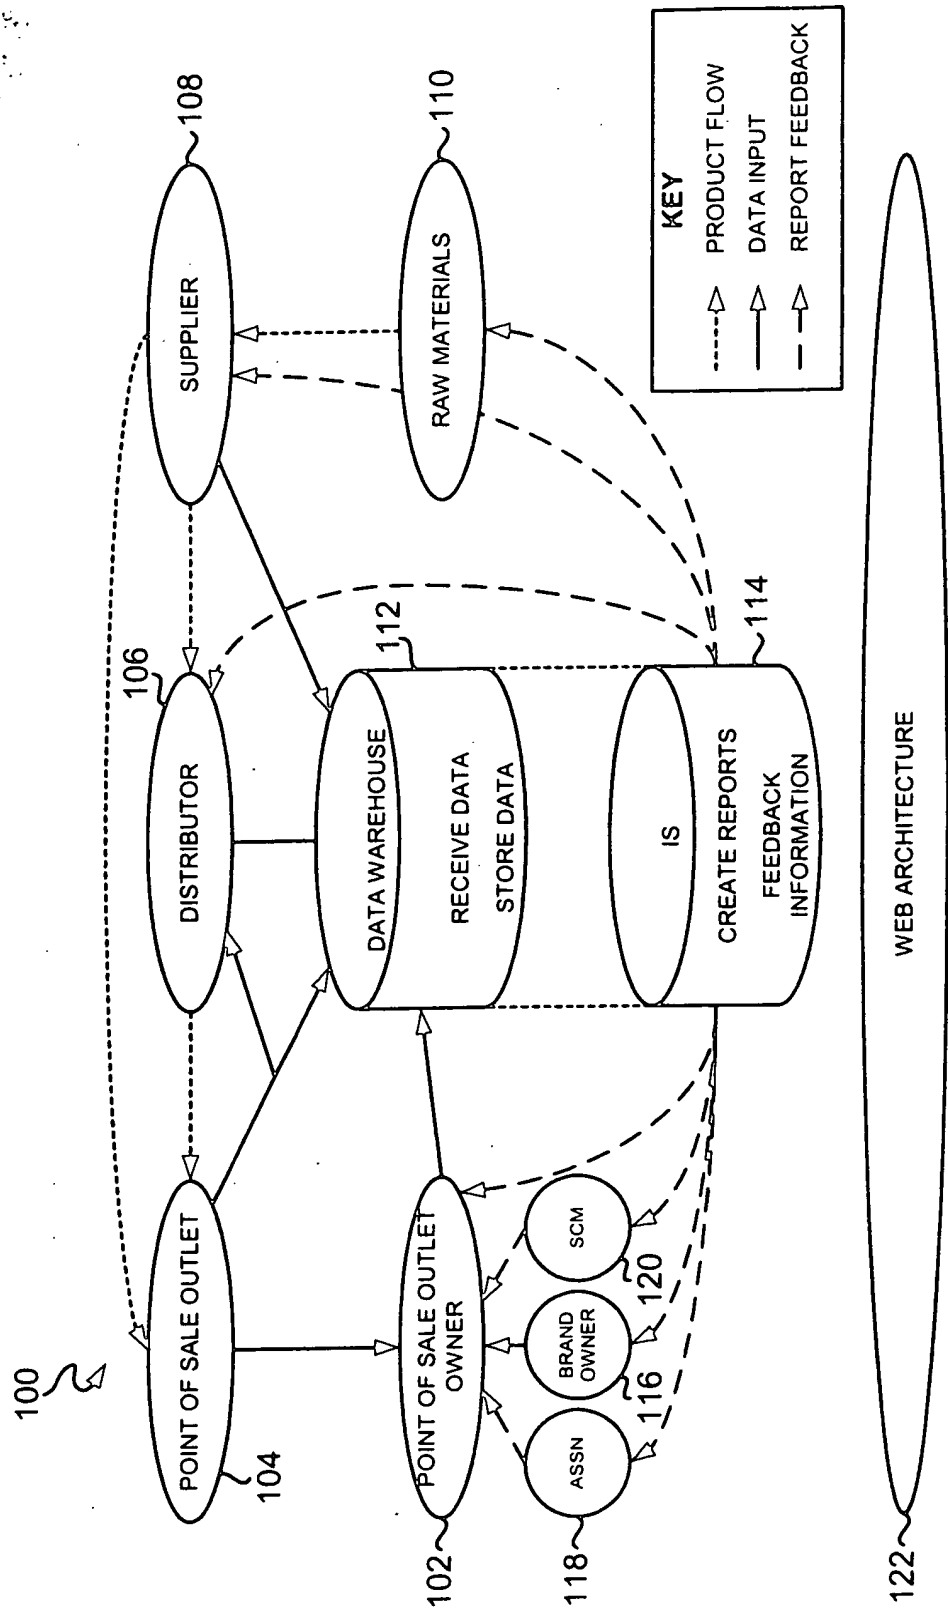 100
POINT OF SALE OUTLET
104
DISTRIBUTOR
106
SUPPLIER
108
POINT OF SALE OUTLET
OWNER
102
DATA WAREHOUSE
RECEIVE DATA
STORE DATA
112
RAW MATERIALS
110
ASSN
118
BRAND
OWNER
116
SCM
120
IS
CREATE REPORTS
FEEDBACK
INFORMATION
114
KEY
PRODUCT FLOW
DATA INPUT
REPORT FEEDBACK
WEB ARCHITECTURE
122